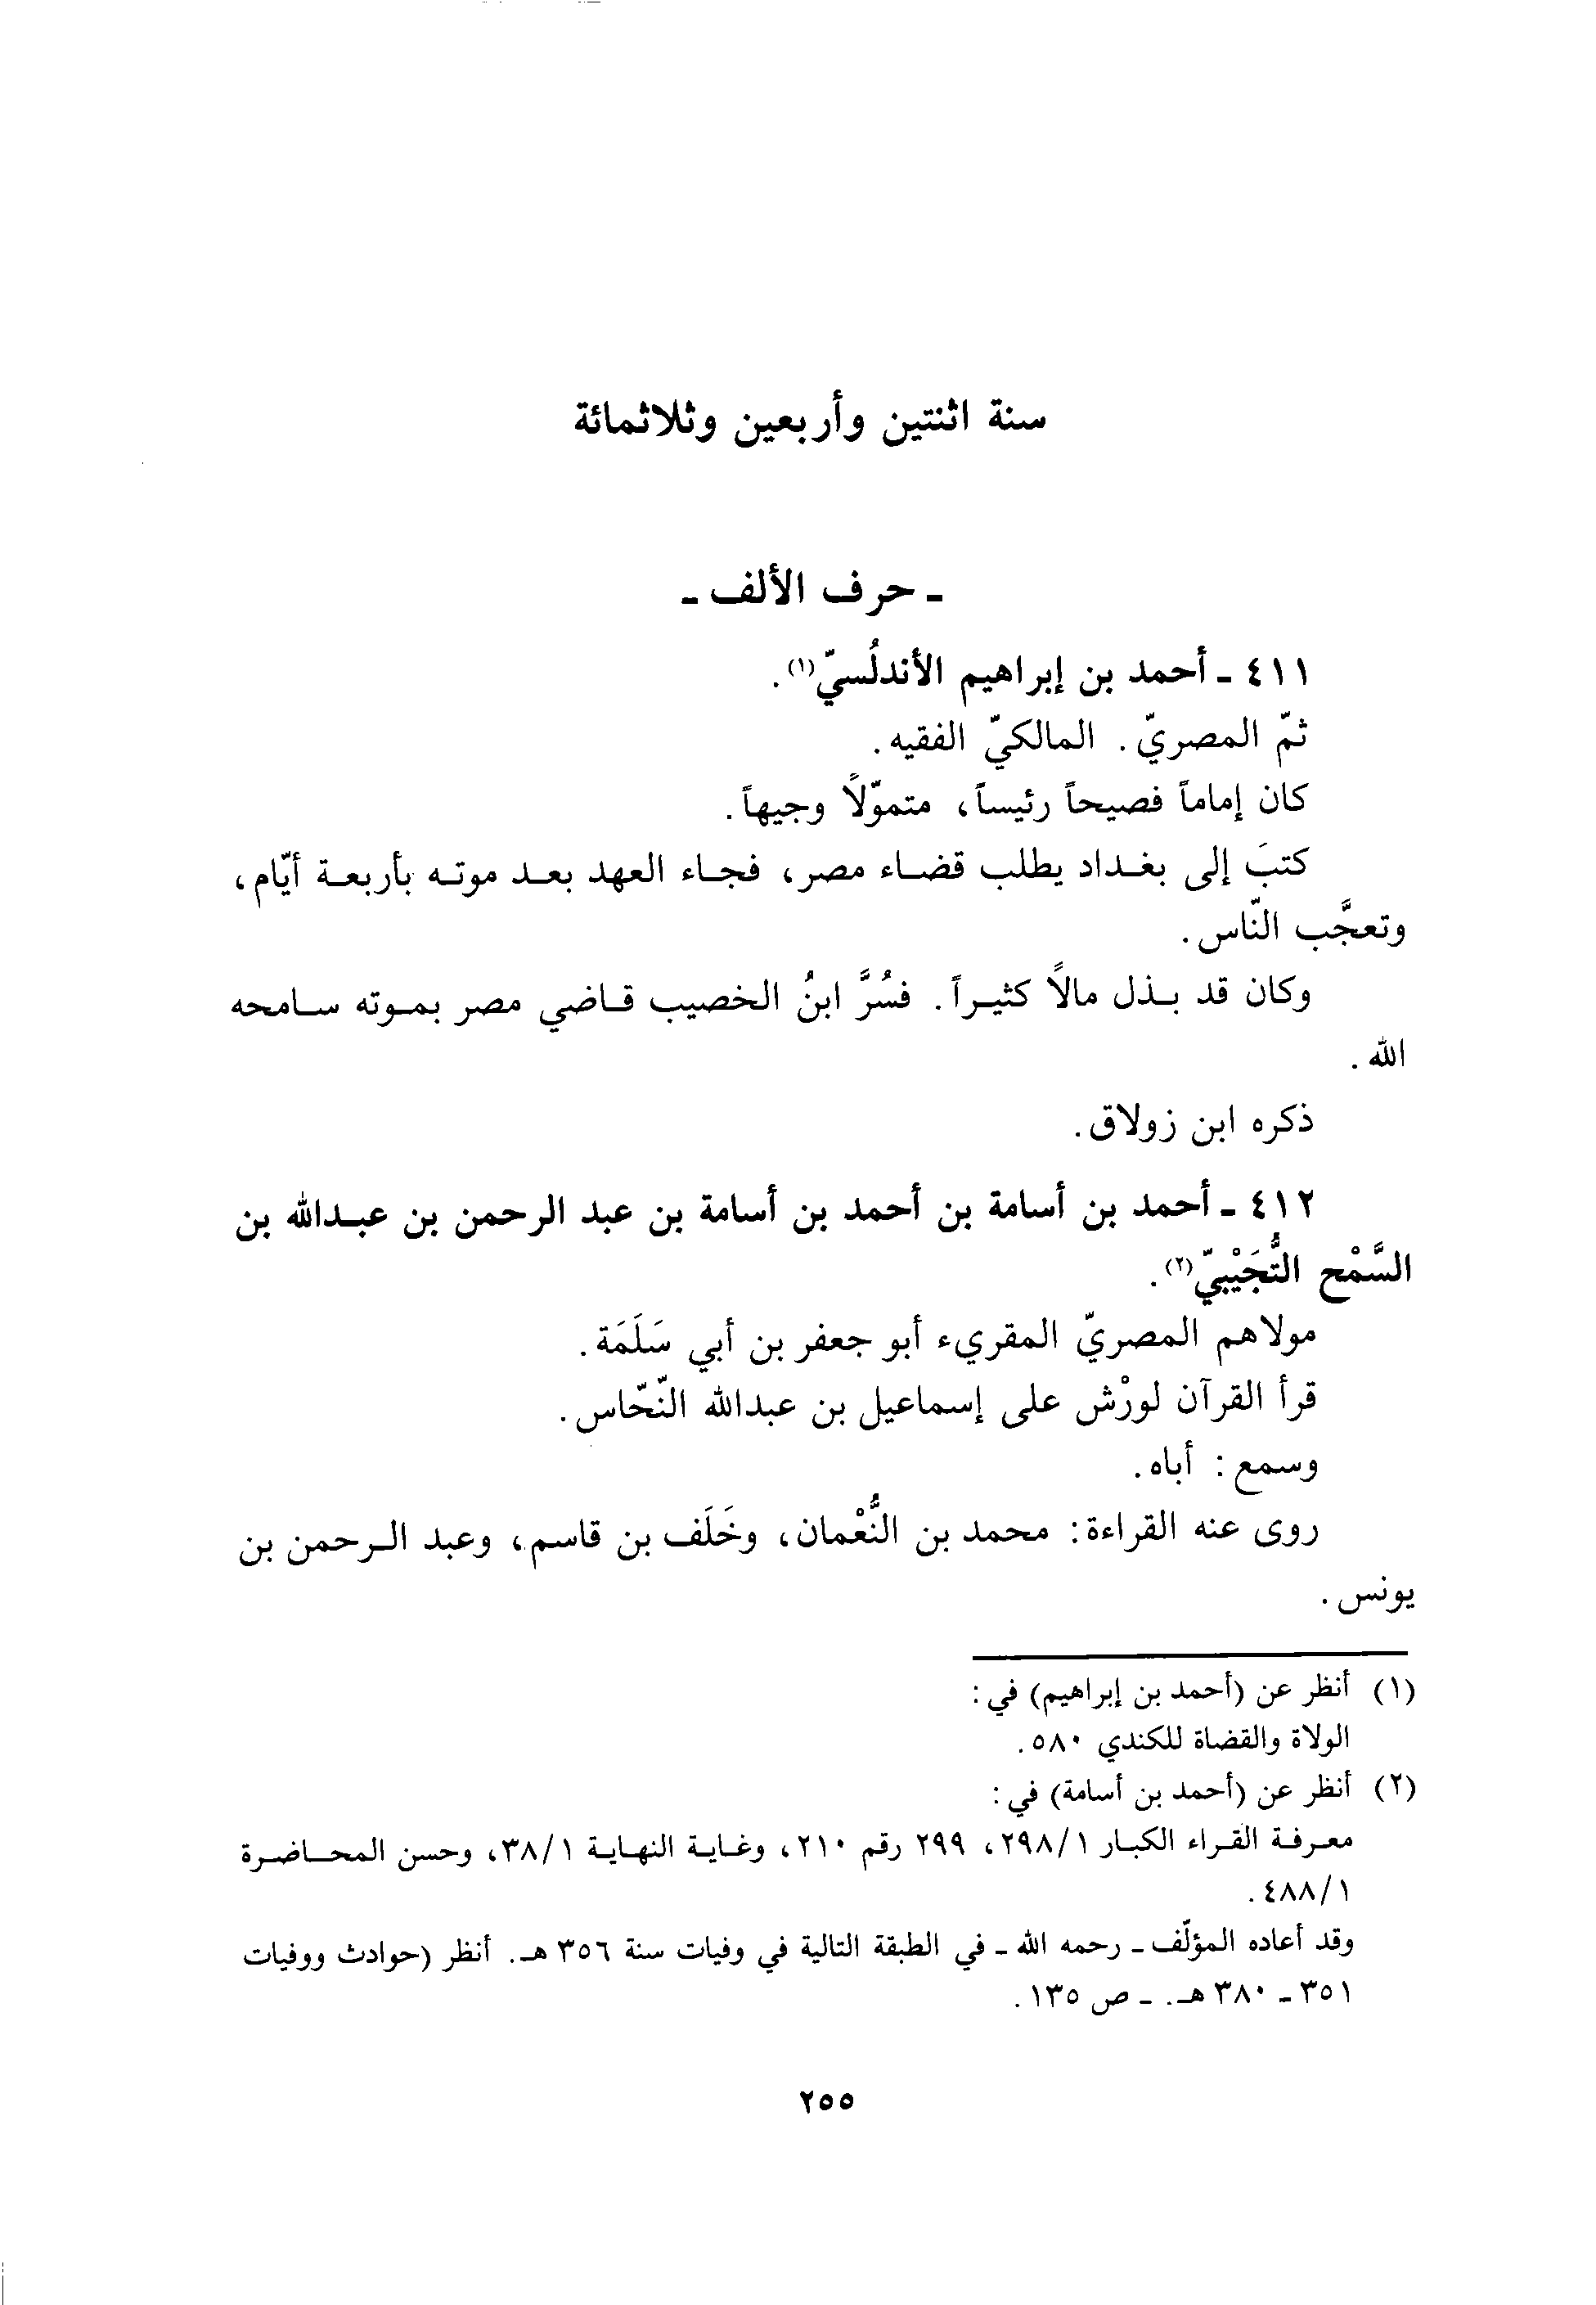 سنة اثنتين وأربعين وثلاثمائة
ـ حرف الألف ـ
٤١١ ـ أحمد بن إبراهيم الأندلُسيّ(١).
ثمّ المصريّ. المالكيّ الفقيه.
كان إماماً فصيحاً رئيساً، متموّلاً وجيهاً.
كتبَ إلى بغداد يطلب قضاء مصر، فجاء العهد بعد موته بأربعة أيّام،
وتعجَّب النّاس.
وكان قد بذل مالاً كثيراً. فسُرَّ ابنُ الخصيب قاضي مصر بموته سامحه
الله.
ذكره ابن زولاق.
٤١٢ ـ أحمد بن أسامة بن أحمد بن أسامة بن عبد الرحمن بن عبدالله بن
السَّمْح التُّجَيْبيّ(٢).
مولاهم المصريّ المقريء أبو جعفر بن أبي سَلَمَة.
قرأ القرآن لورْش على إسماعيل بن عبدالله النّحّاس.
وسمع: أباه.
روى عنه القراءة: محمد بن النُّعْمان، وخَلَف بن قاسم، وعبد الرحمن بن
يونس.
(١) أنظر عن (أحمد بن إبراهيم) في:
الولاة والقضاة للكندي ٥٨٠.
(٢) أنظر عن (أحمد بن أسامة) في:
معرفة القراء الكبار ٢٩٨/١، ٢٩٩ رقم ٢١٠، وغاية النهاية ٣٨/١، وحسن المحاضرة
٤٨٨/١.
وقد أعاده المؤلّف ـ رحمه الله ـ في الطبقة التالية في وفيات سنة ٣٥٦ هـ. أنظر (حوادث ووفيات
٣٥١ ـ ٣٨٠ هـ. ـ ص ١٣٥.
٢٥٥